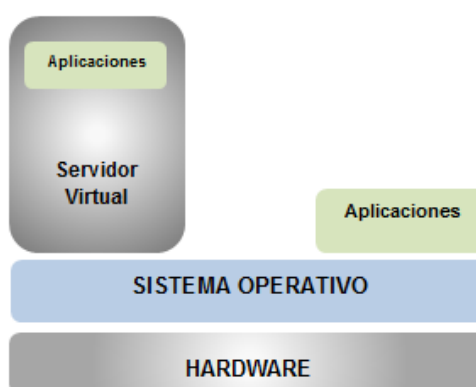 Aplicaciones
Servidor
Virtual
Aplicaciones
SISTEMA OPERATIVO
HARDWARE